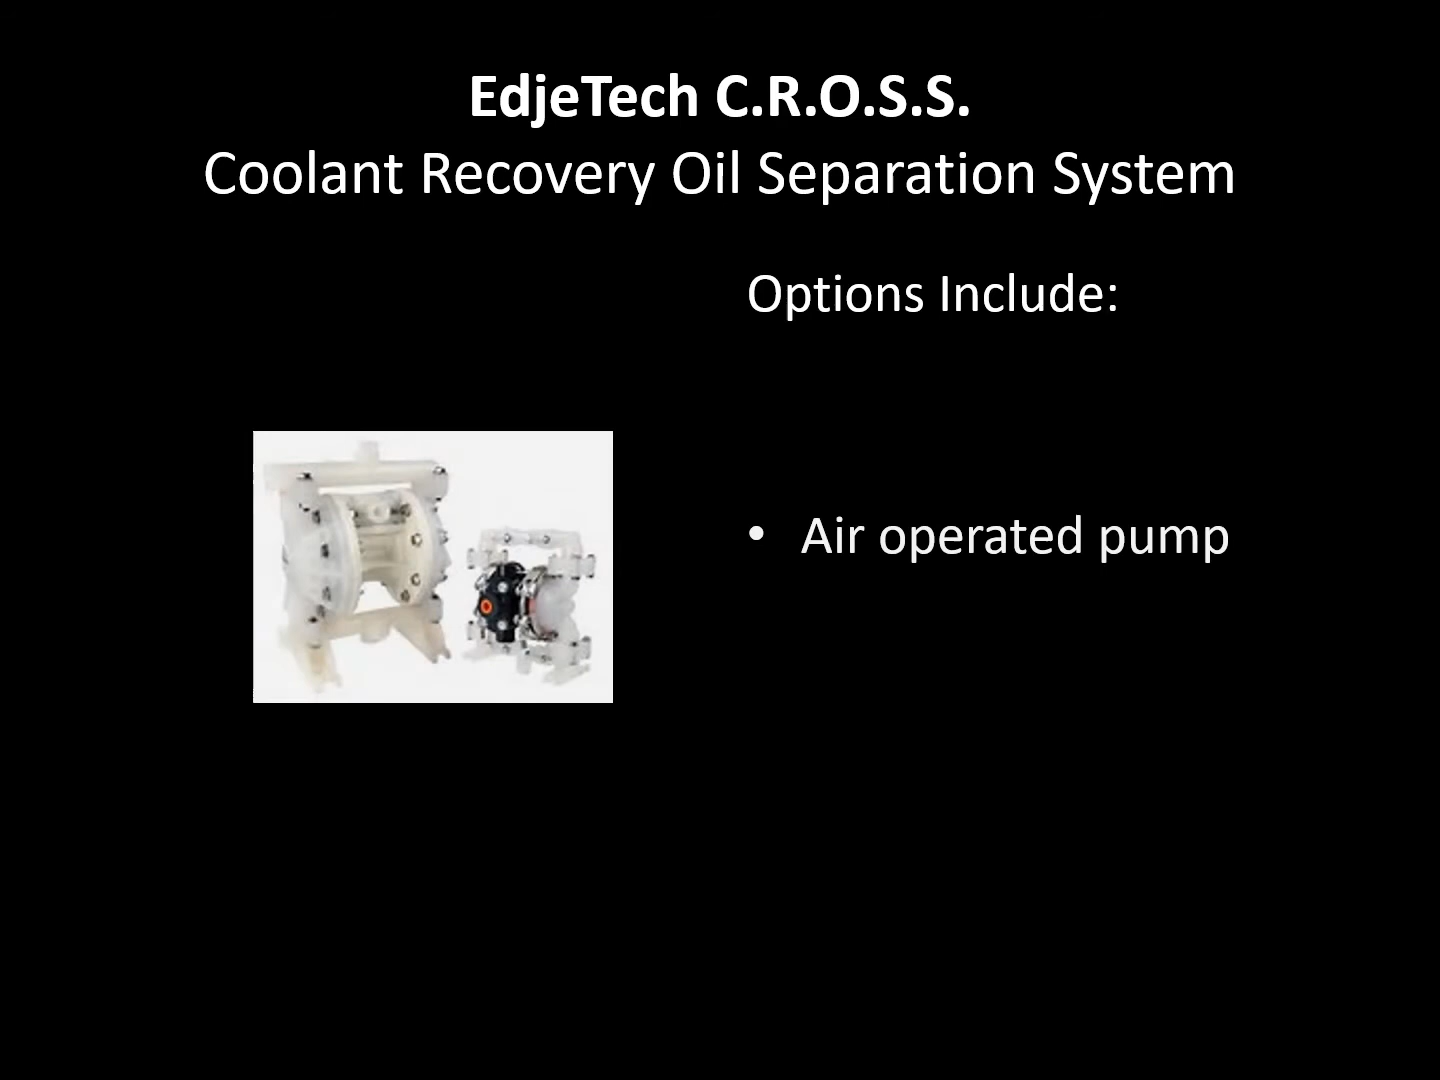 EdjeTech C.R.O.S.S.
Coolant Recovery Oil Separation System
Options Include:
• Air operated pump